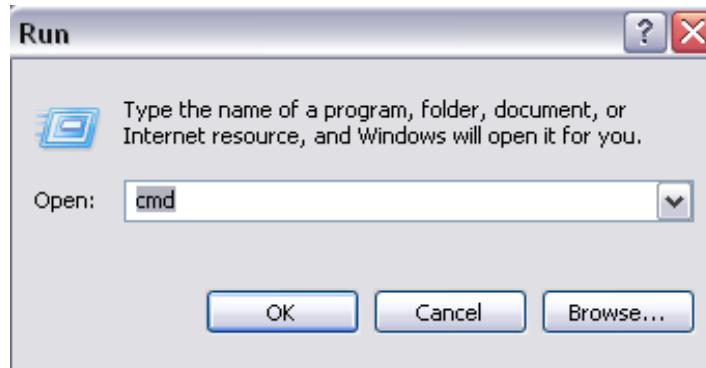 Run
?
Type the name of a program, folder, document, or
Internet resource, and Windows will open it for you.
Open: cmd
OK Cancel Browse...